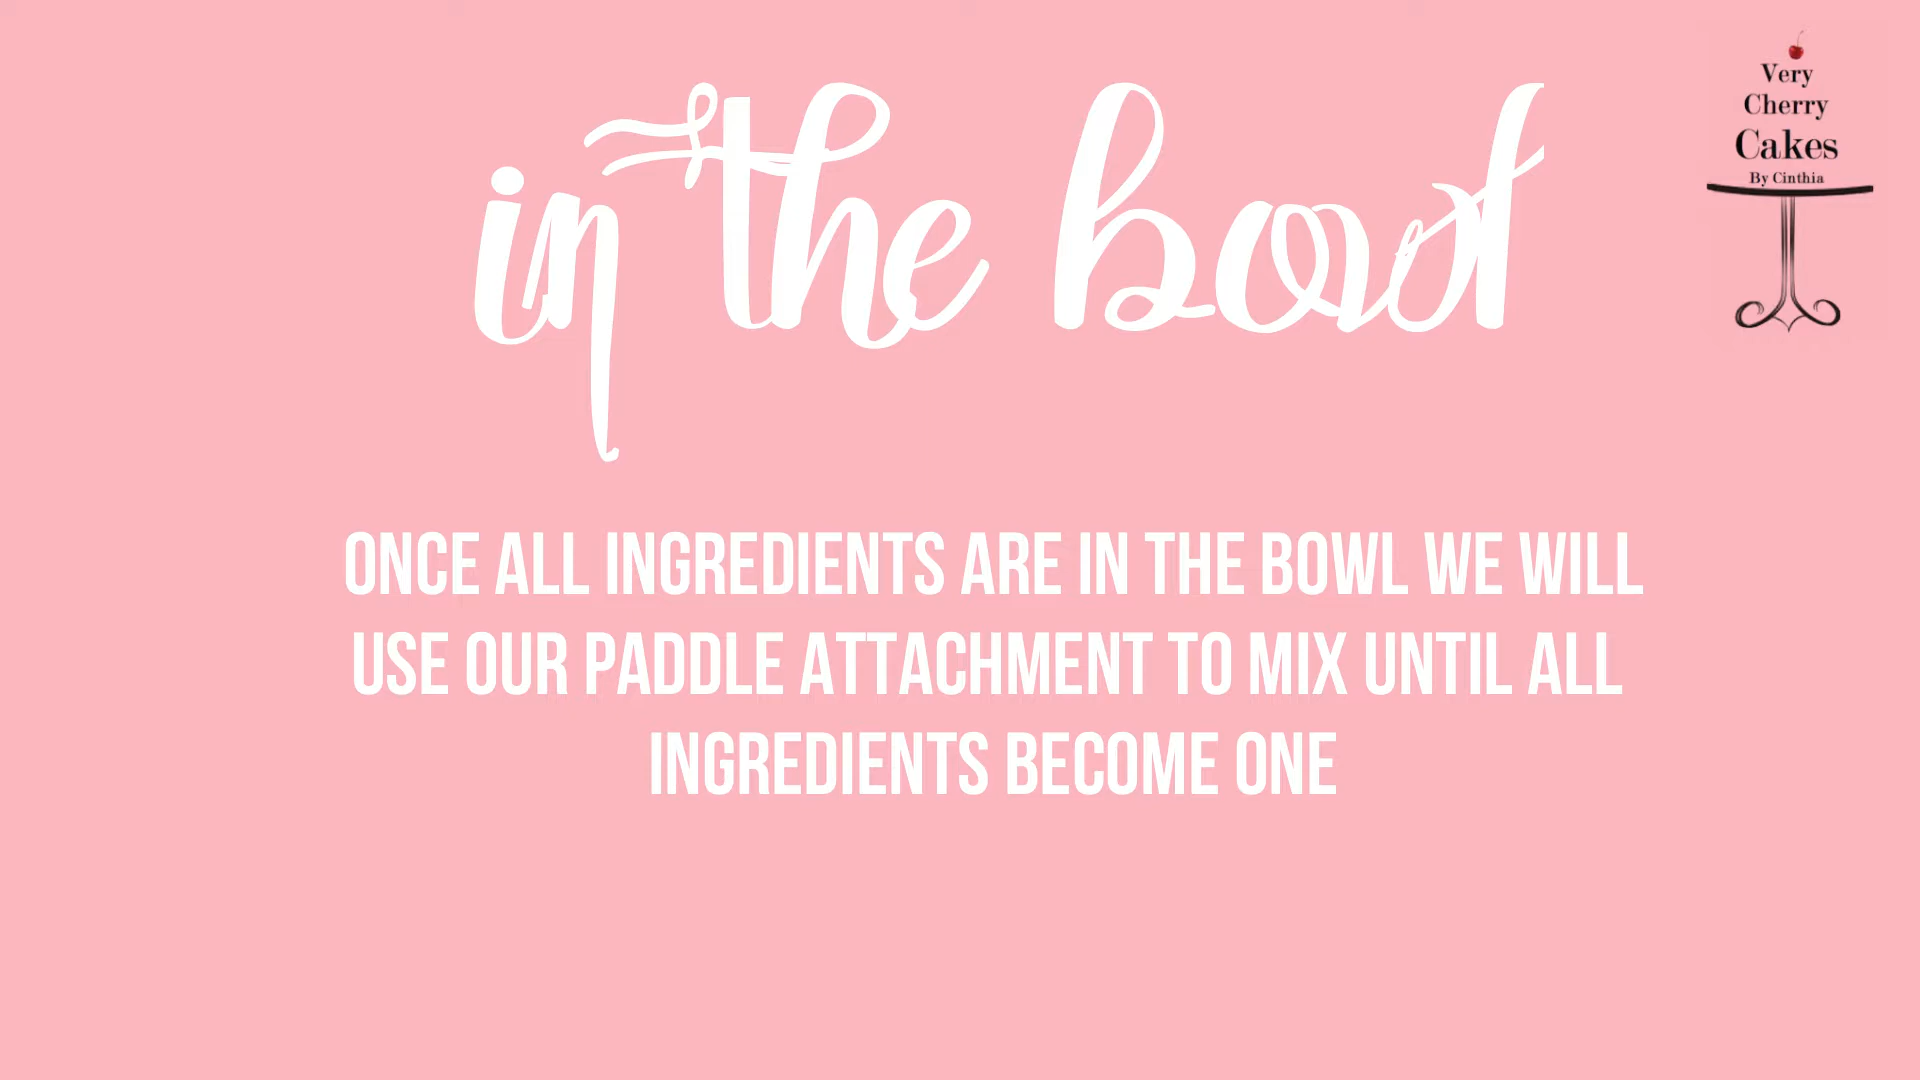 in the bowl
Very
Cherry
Cakes
By Cinthia
ONCE ALL INGREDIENTS ARE IN THE BOWL WE WILL
USE OUR PADDLE ATTACHMENT TO MIX UNTIL ALL
INGREDIENTS BECOME ONE